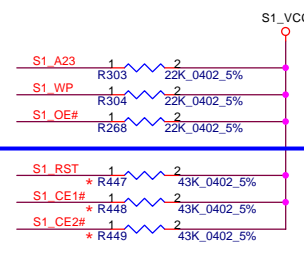 S1_VCC
S1_A23 1 2
R303 22K_0402_5%
S1_WP 1 2
R304 22K_0402_5%
S1_OE# 1 2
R268 22K_0402_5%
S1_RST 1 2
* R447 43K_0402_5%
S1_CE1# 1 2
* R448 43K_0402_5%
S1_CE2# 1 2
* R449 43K_0402_5%